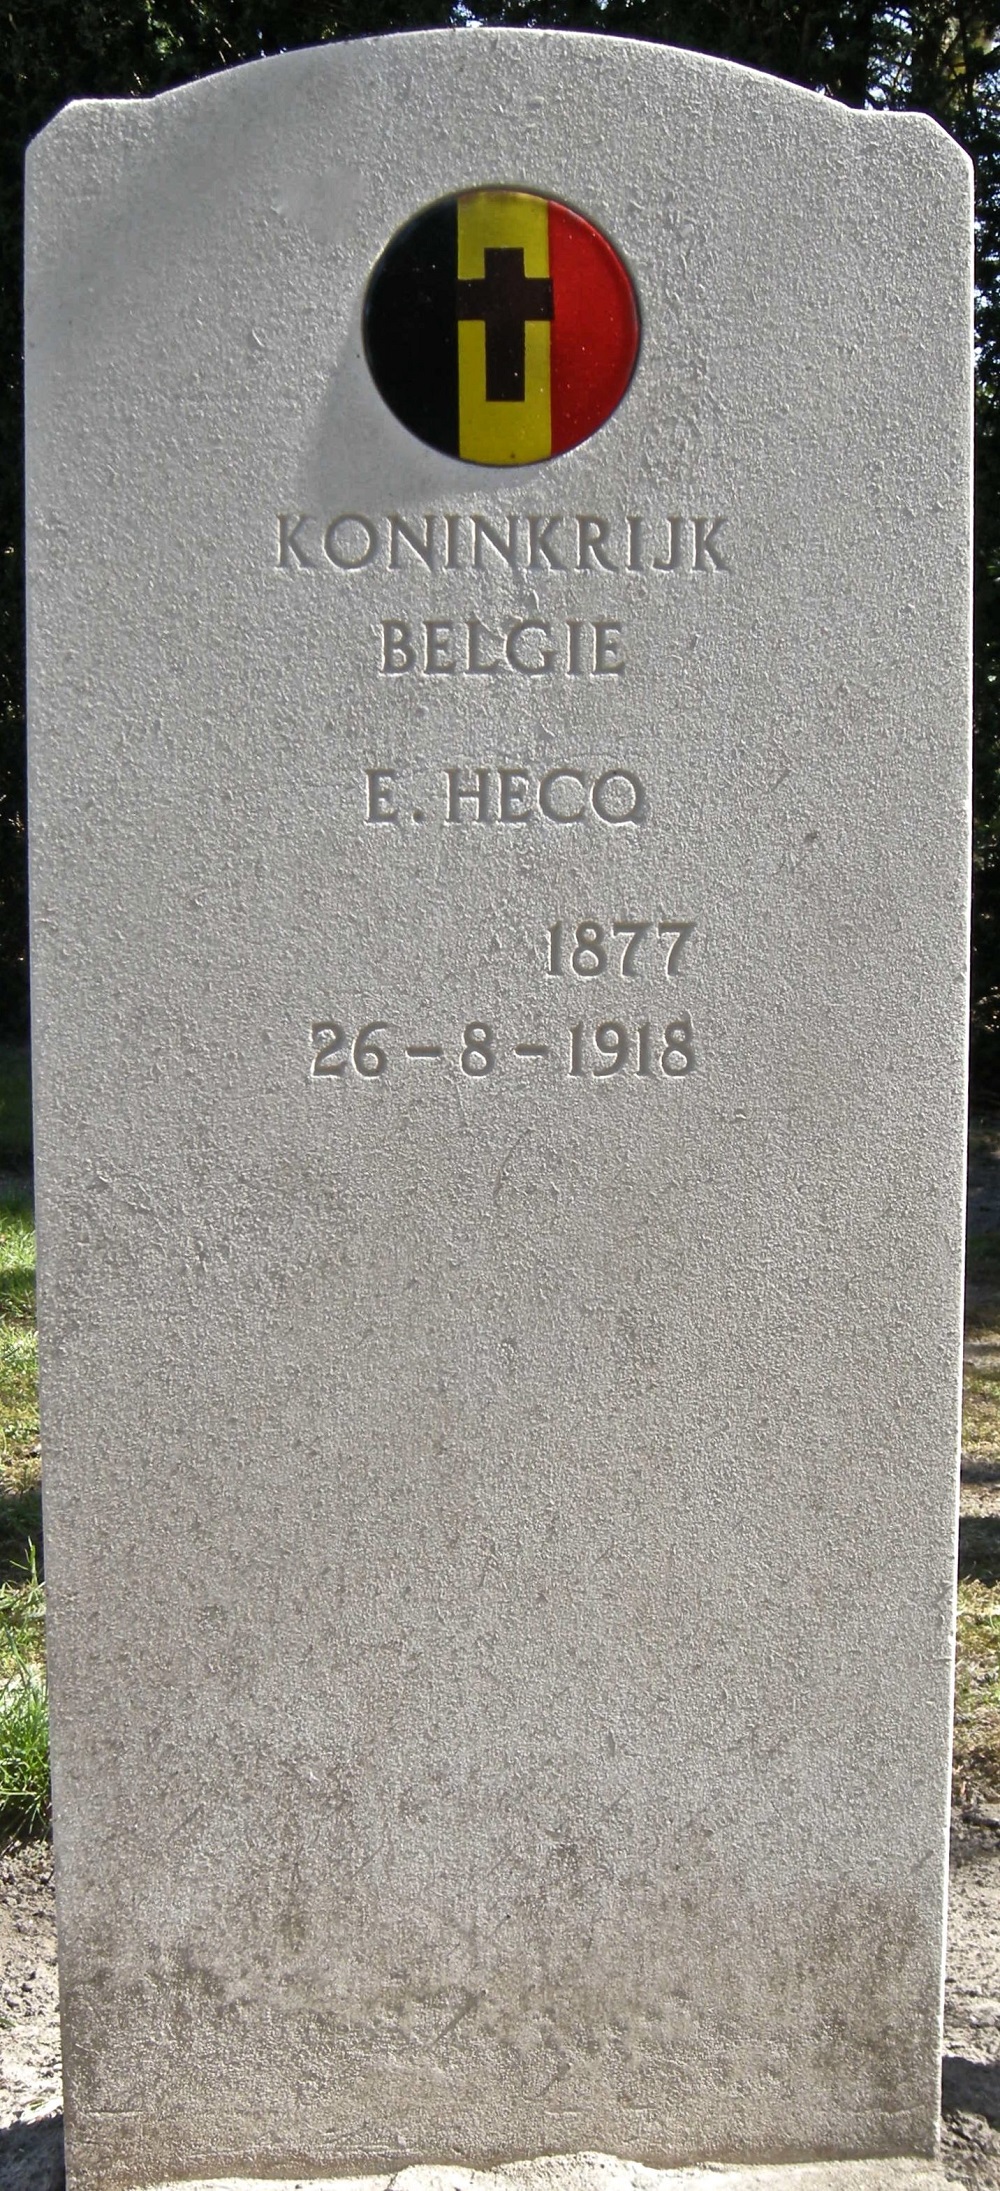 KONINKRIJK
BELGIE
E. HECQ
1877
26-8-1918